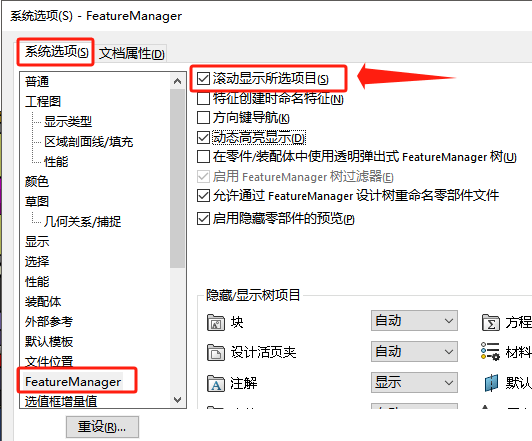 系统选项(S) - FeatureManager
系统选项(S) 文档属性(D)
普通
工程图
显示类型
区域剖面线/填充
性能
颜色
草图
几何关系/捕捉
显示
选择
性能
装配体
外部参考
默认模板
文件位置
FeatureManager
选值框增量值
重设(R)...
滚动显示所选项目(S)
特征创建时命名特征(N)
方向键导航(K)
动态高亮显示(D)
在零件/装配体中使用透明弹出式 FeatureManager 树(U)
启用 FeatureManager 树过滤器(E)
允许通过 FeatureManager 设计树重命名零部件文件
启用隐藏零部件的预览(P)
隐藏/显示树项目
块 自动 方程
设计活页夹 自动 材料
注解 显示 默认